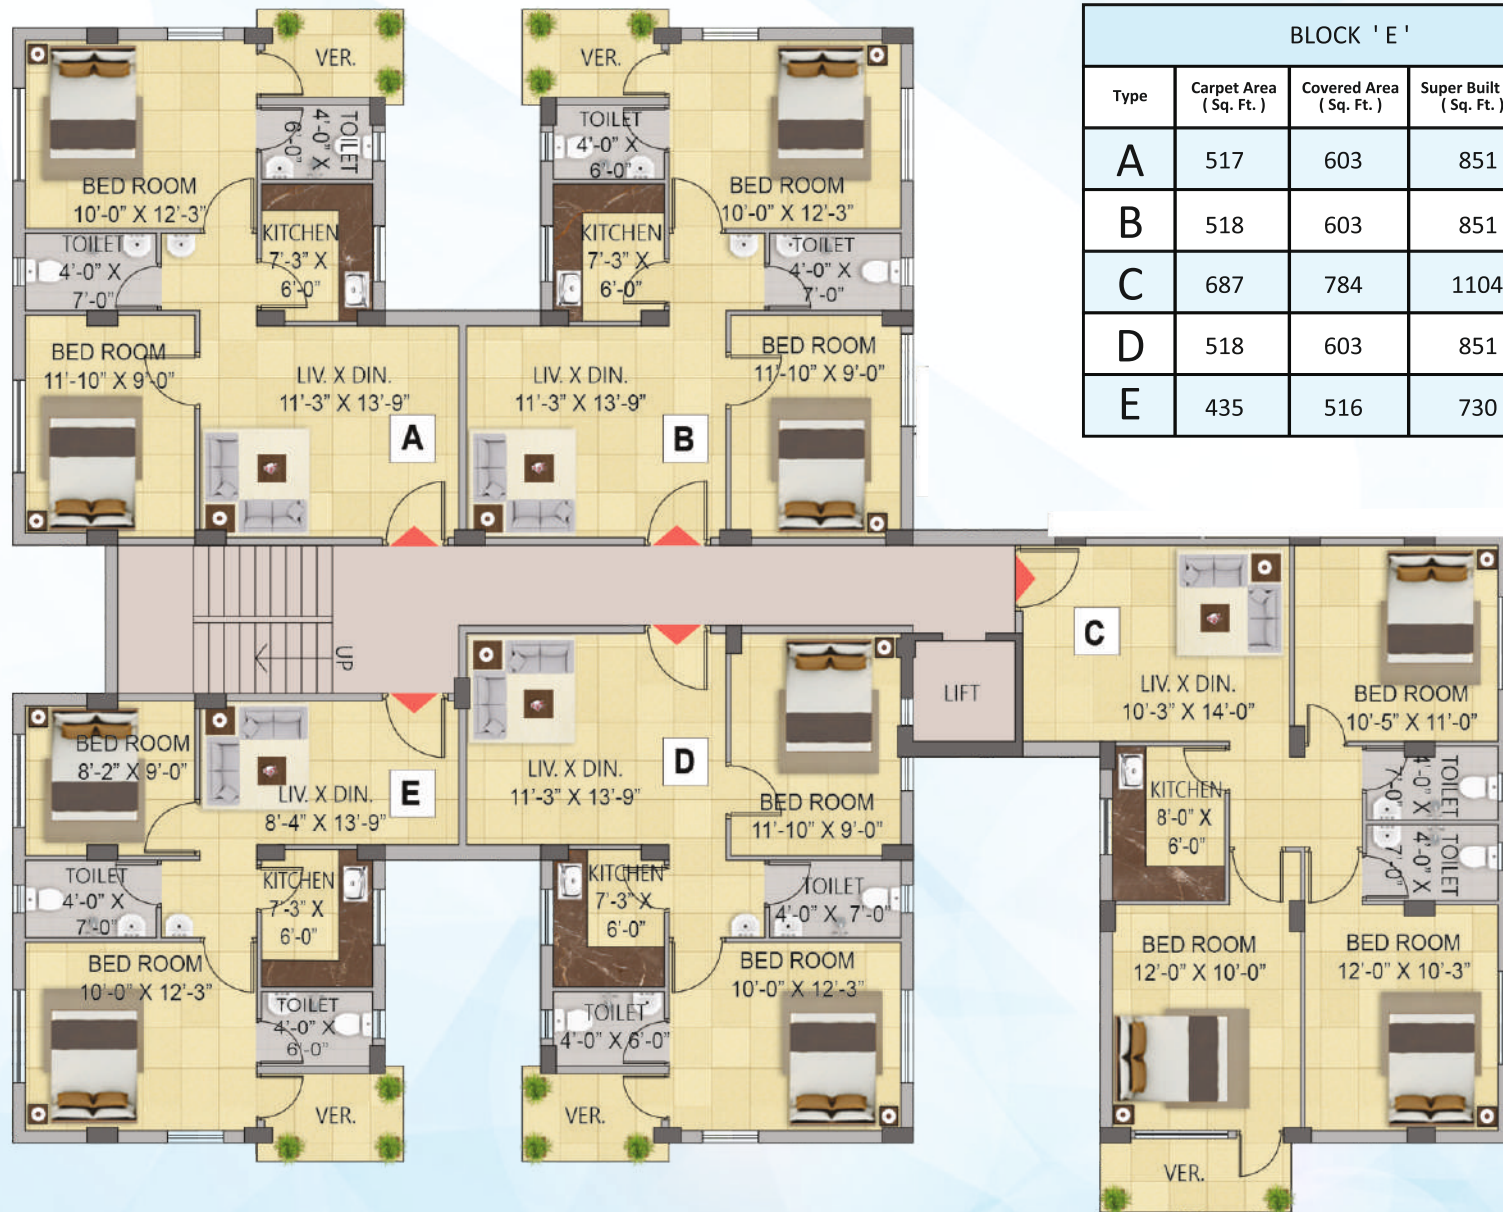 BLOCK ' E '
Type Carpet Area ( Sq. Ft. ) Covered Area ( Sq. Ft. ) Super Built ( Sq. Ft. )
A 517 603 851
B 518 603 851
C 687 784 1104
D 518 603 851
E 435 516 730
VER.
TOILET
4'-0" X
6'-0"
BED ROOM
10'-0" X 12'-3"
TOILET
4'-0" X
7'-0"
KITCHEN
7'-3" X
6'-0"
BED ROOM
11'-10" X 9'-0"
LIV. X DIN.
11'-3" X 13'-9"
A
VER.
TOILET
4'-0" X
6'-0"
BED ROOM
10'-0" X 12'-3"
KITCHEN
7'-3" X
6'-0"
TOILET
4'-0" X
7'-0"
LIV. X DIN.
11'-3" X 13'-9"
BED ROOM
11'-10" X 9'-0"
B
UP
LIFT
C
LIV. X DIN.
10'-3" X 14'-0"
BED ROOM
10'-5" X 11'-0"
KITCHEN
8'-0" X
6'-0"
TOILET
4'-0" X
7'-0"
TOILET
4'-0" X
7'-0"
BED ROOM
12'-0" X 10'-0"
BED ROOM
12'-0" X 10'-3"
VER.
BED ROOM
8'-2" X 9'-0"
LIV. X DIN.
8'-4" X 13'-9"
E
TOILET
4'-0" X
7'-0"
KITCHEN
7'-3" X
6'-0"
BED ROOM
10'-0" X 12'-3"
TOILET
4'-0" X
6'-0"
VER.
D
LIV. X DIN.
11'-3" X 13'-9"
BED ROOM
11'-10" X 9'-0"
KITCHEN
7'-3" X
6'-0"
TOILET
4'-0" X 7'-0"
BED ROOM
10'-0" X 12'-3"
TOILET
4'-0" X 6'-0"
VER.